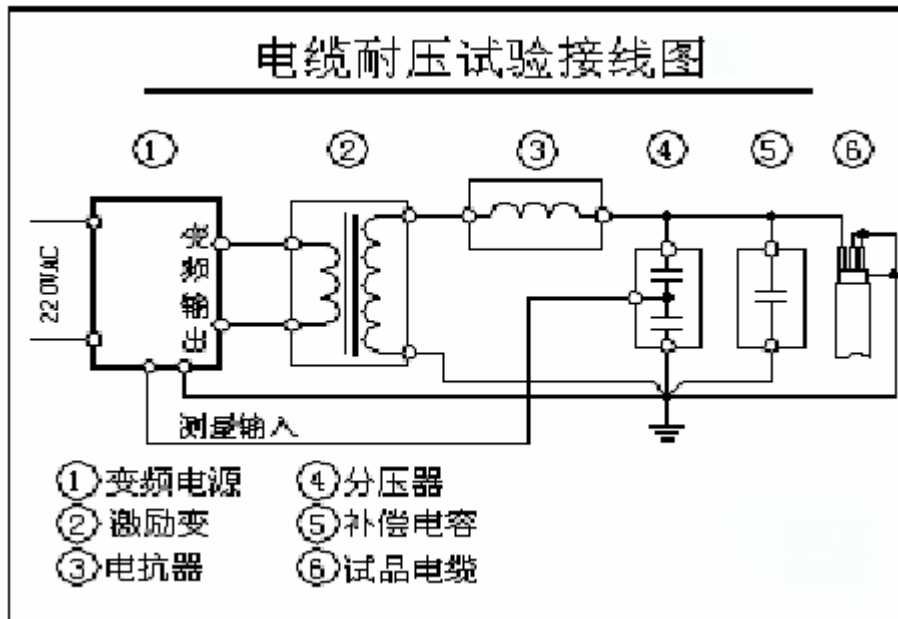 电缆耐压试验接线图
① ② ③ ④ ⑤ ⑥
220VAC
变频输出
测量输入
①变频电源 ④分压器
②激励变 ⑤补偿电容
③电抗器 ⑥试品电缆